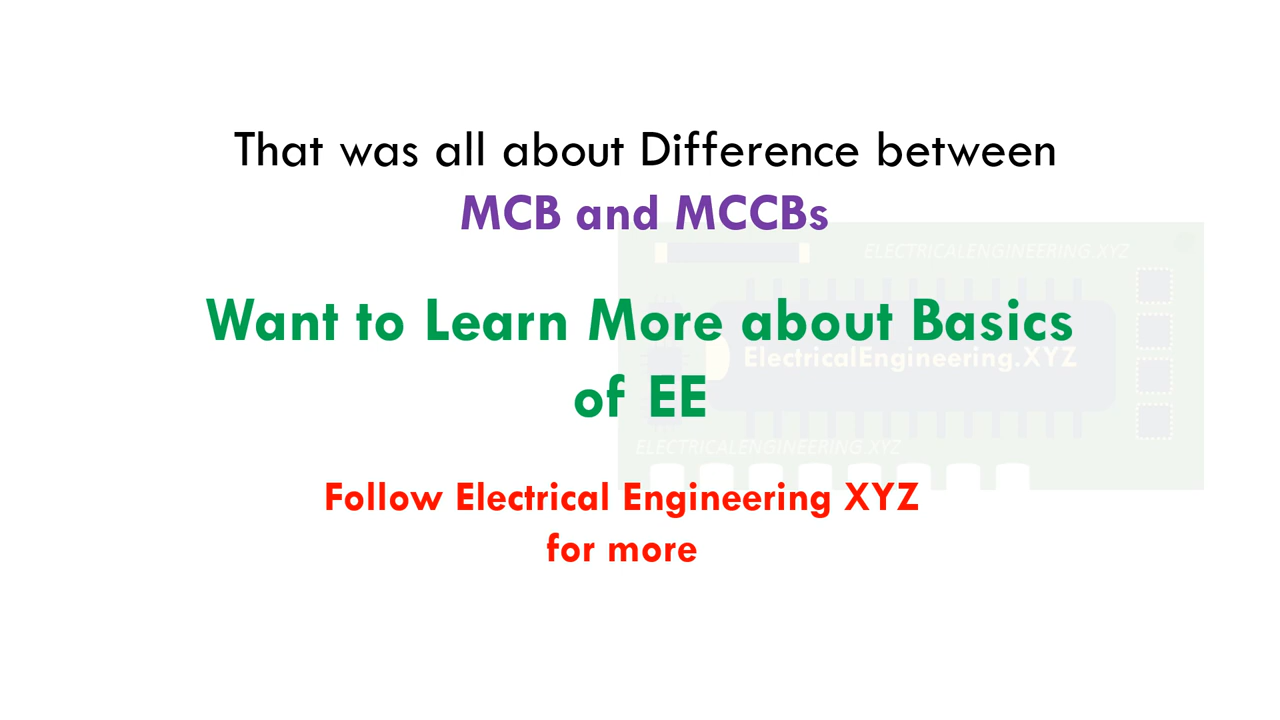 That was all about Difference between
MCB and MCCBs
ELECTRICALENGINEERING.XYZ
Want to Learn More about Basics
ElectricalEngineering.XYZ
of EE
ELECTRICALENGINEERING.XYZ
Follow Electrical Engineering XYZ
for more